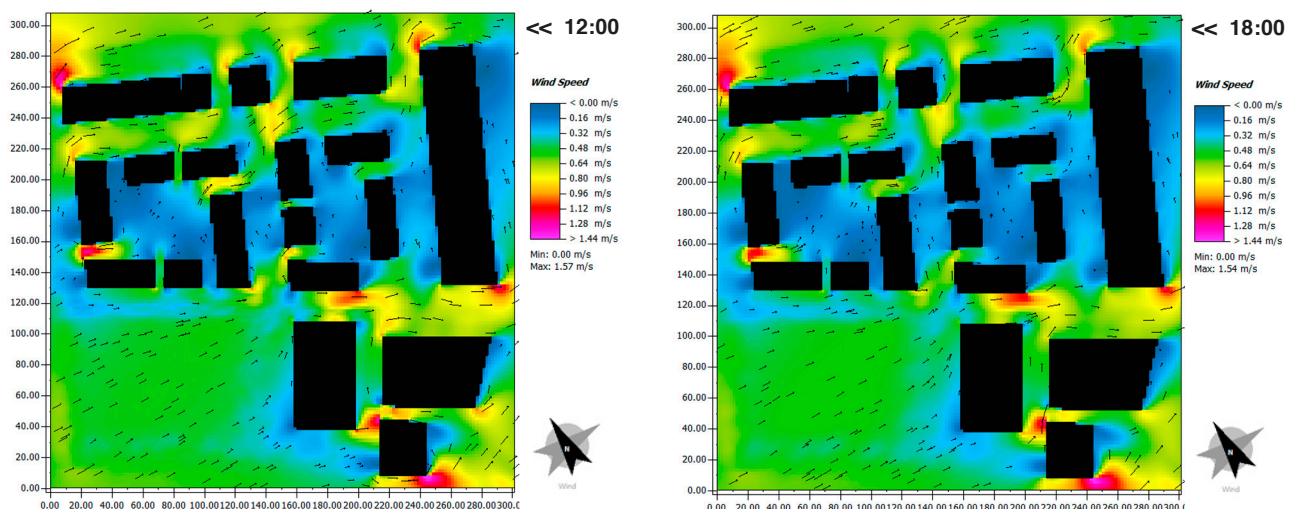 << 12:00
Wind Speed
< 0.00 m/s
0.16 m/s
0.32 m/s
0.48 m/s
0.64 m/s
0.80 m/s
0.96 m/s
1.12 m/s
1.28 m/s
> 1.44 m/s
Min: 0.00 m/s
Max: 1.57 m/s
N
Wind
300.00
280.00
260.00
240.00
220.00
200.00
180.00
160.00
140.00
120.00
100.00
80.00
60.00
40.00
20.00
0.00
0.00 20.00 40.00 60.00 80.00 100.00 120.00 140.00 160.00 180.00 200.00 220.00 240.00 260.00 280.00 300.0
<< 18:00
Wind Speed
< 0.00 m/s
0.16 m/s
0.32 m/s
0.48 m/s
0.64 m/s
0.80 m/s
0.96 m/s
1.12 m/s
1.28 m/s
> 1.44 m/s
Min: 0.00 m/s
Max: 1.54 m/s
N
Wind
300.00
280.00
260.00
240.00
220.00
200.00
180.00
160.00
140.00
120.00
100.00
80.00
60.00
40.00
20.00
0.00
0.00 20.00 40.00 60.00 80.00 100.00 120.00 140.00 160.00 180.00 200.00 220.00 240.00 260.00 280.00 300.0